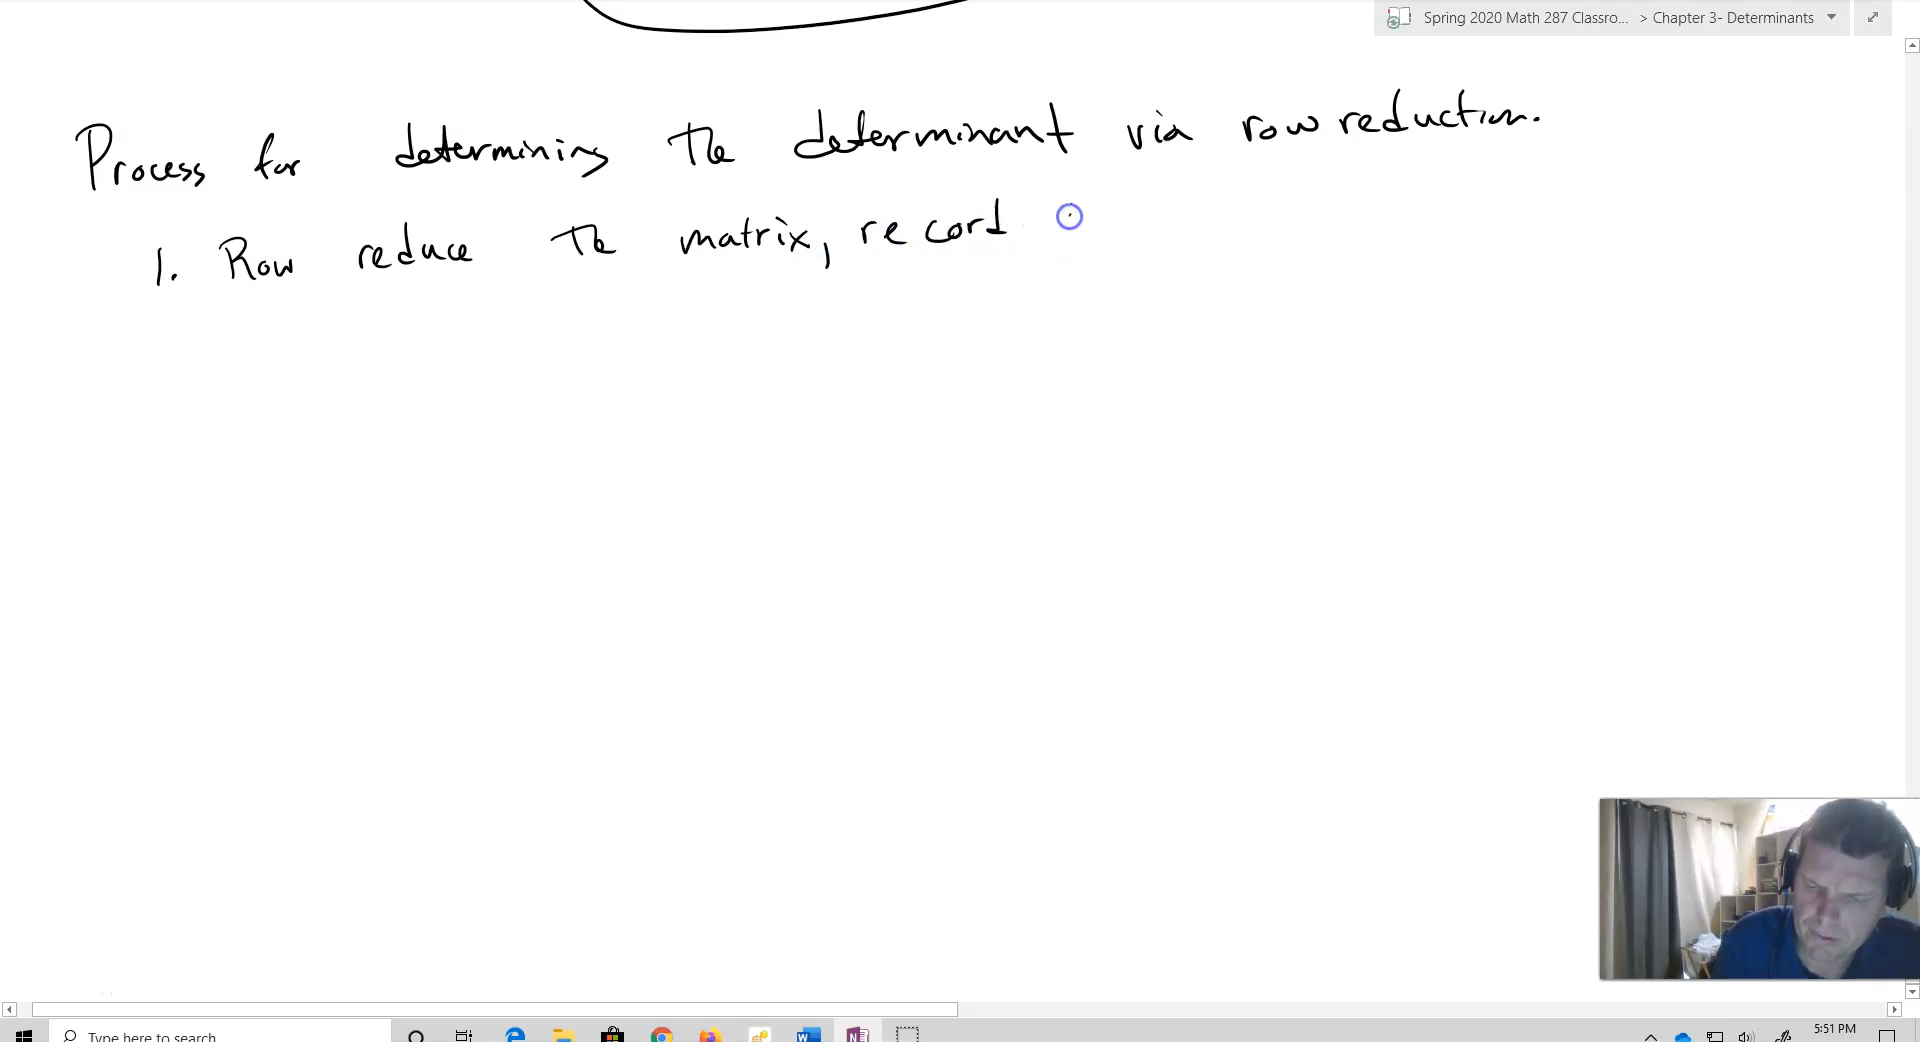 Spring 2020 Math 287 Classro... > Chapter 3- Determinants
Process for determining the determinant via row reduction.
1. Row reduce the matrix, record
Type here to search
5:51 PM